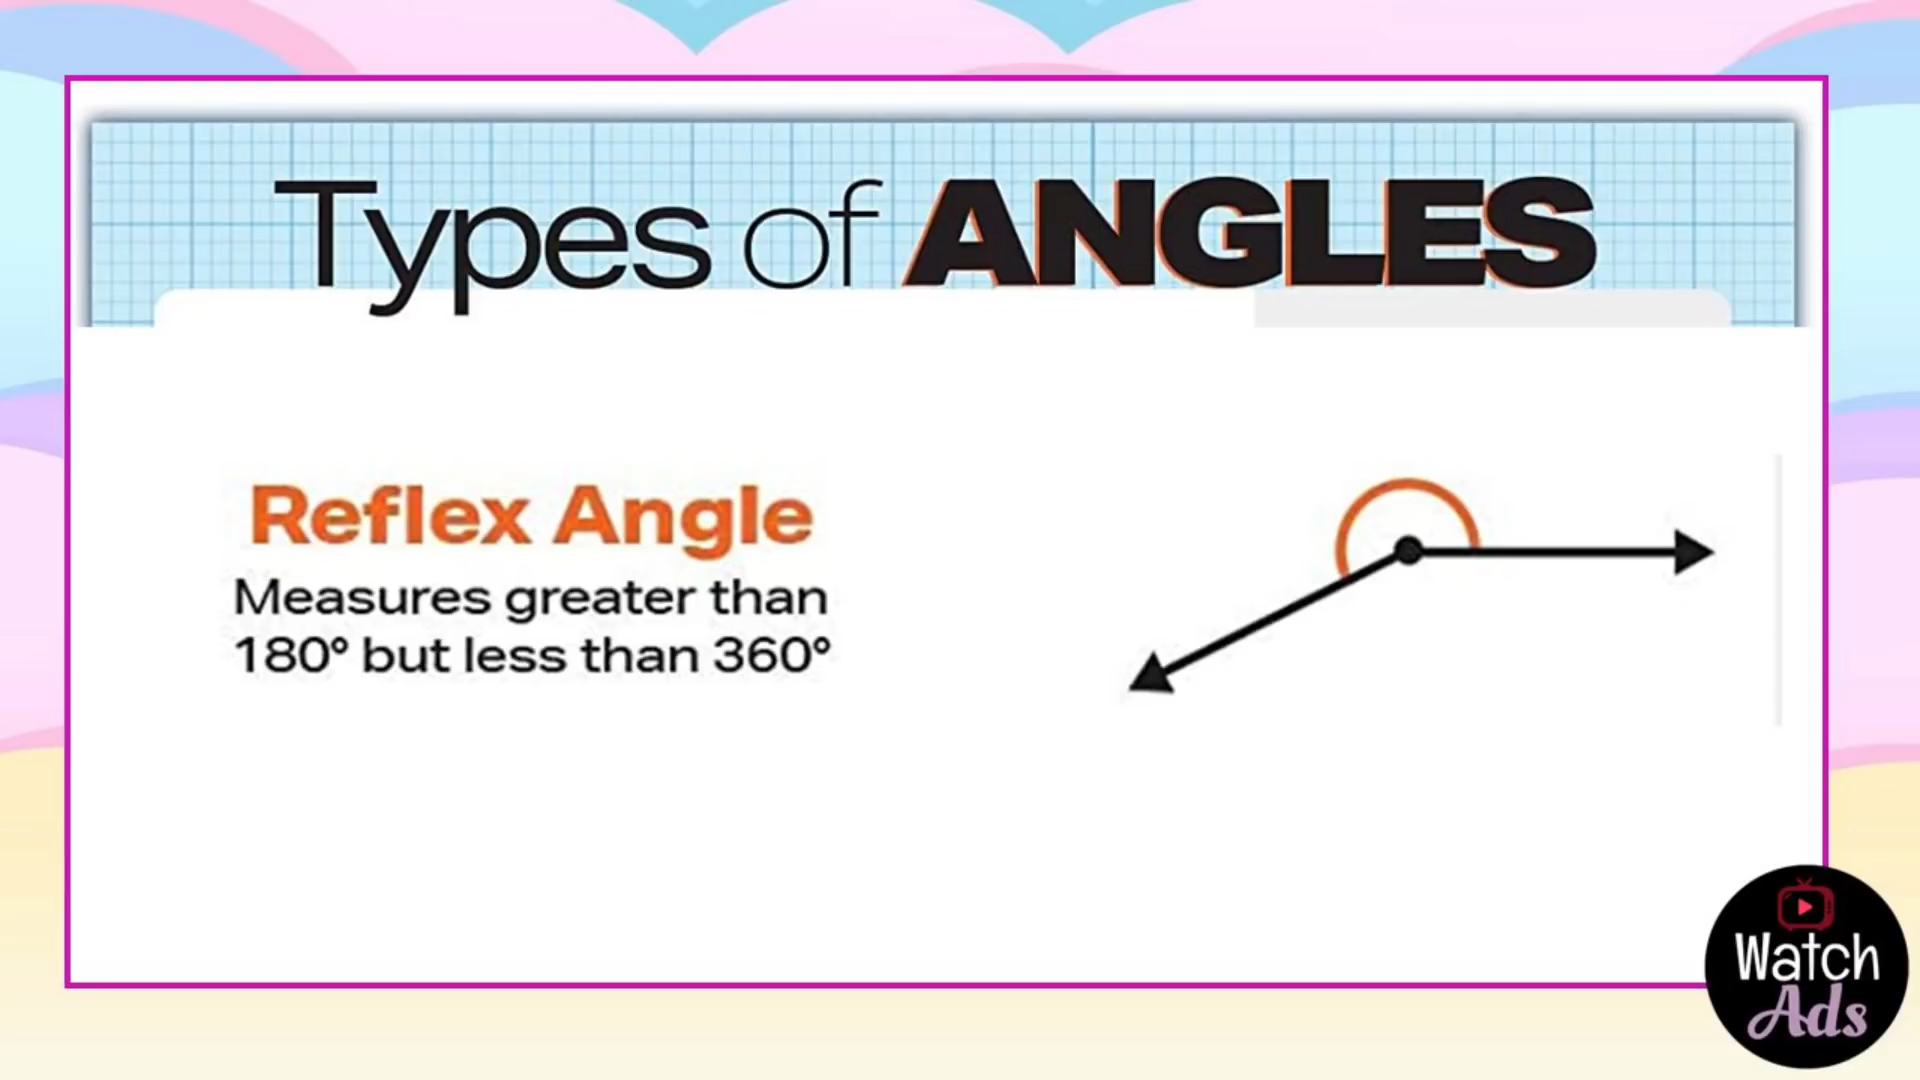 Types of ANGLES
Reflex Angle
Measures greater than
180° but less than 360°
Watch
Ads